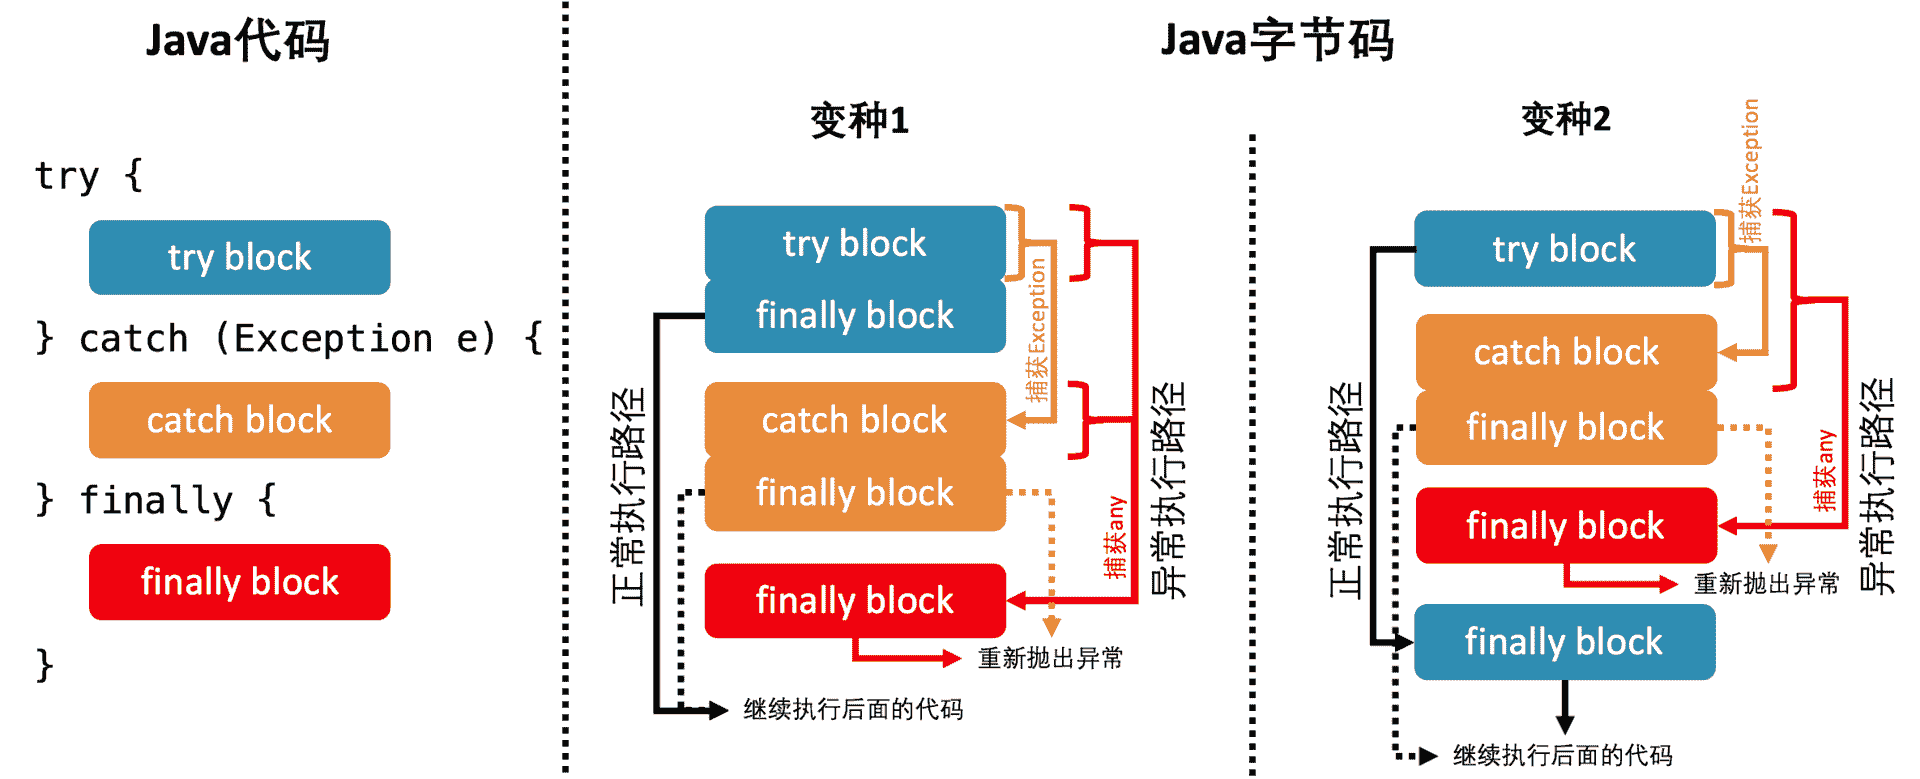 Java代码
try {
try block
} catch (Exception e) {
catch block
} finally {
finally block
}
Java字节码
变种1
try block
finally block
catch block
finally block
finally block
捕获Exception
捕获any
正常执行路径
异常执行路径
重新抛出异常
继续执行后面的代码
变种2
try block
catch block
finally block
finally block
finally block
捕获Exception
捕获any
正常执行路径
异常执行路径
重新抛出异常
继续执行后面的代码